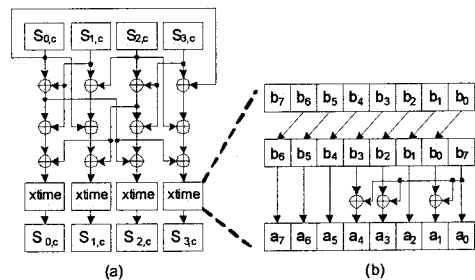 S0,c S1,c S2,c S3,c
xtime xtime xtime xtime
S0,c S1,c S2,c S3,c
(a)
b7 b6 b5 b4 b3 b2 b1 b0
b6 b5 b4 b3 b2 b1 b0 b7
a7 a6 a5 a4 a3 a2 a1 a0
(b)